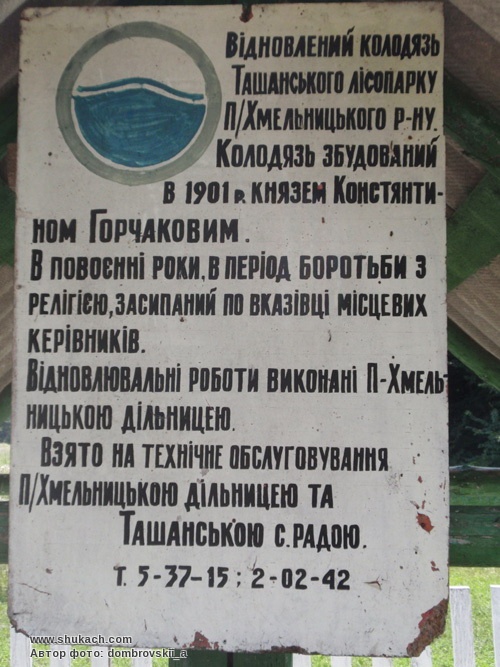 Відновлений колодязь
Ташанського лісопарку
П/Хмельницького р-ну.
Колодязь збудований
в 1901 р. князем Констянти-
ном Горчаковим.
В повоєнні роки, в період боротьби з
релігією, засипаний по вказівці місцевих
керівників.
Відновлювальні роботи виконані П-Хмель-
ницькою дільницею.
Взято на технічне обслуговування
П/Хмельницькою дільницею та
Ташанською с. радою.
т. 5-37-15; 2-02-42
www.shukach.com
Автор фото: dombrovskii_a